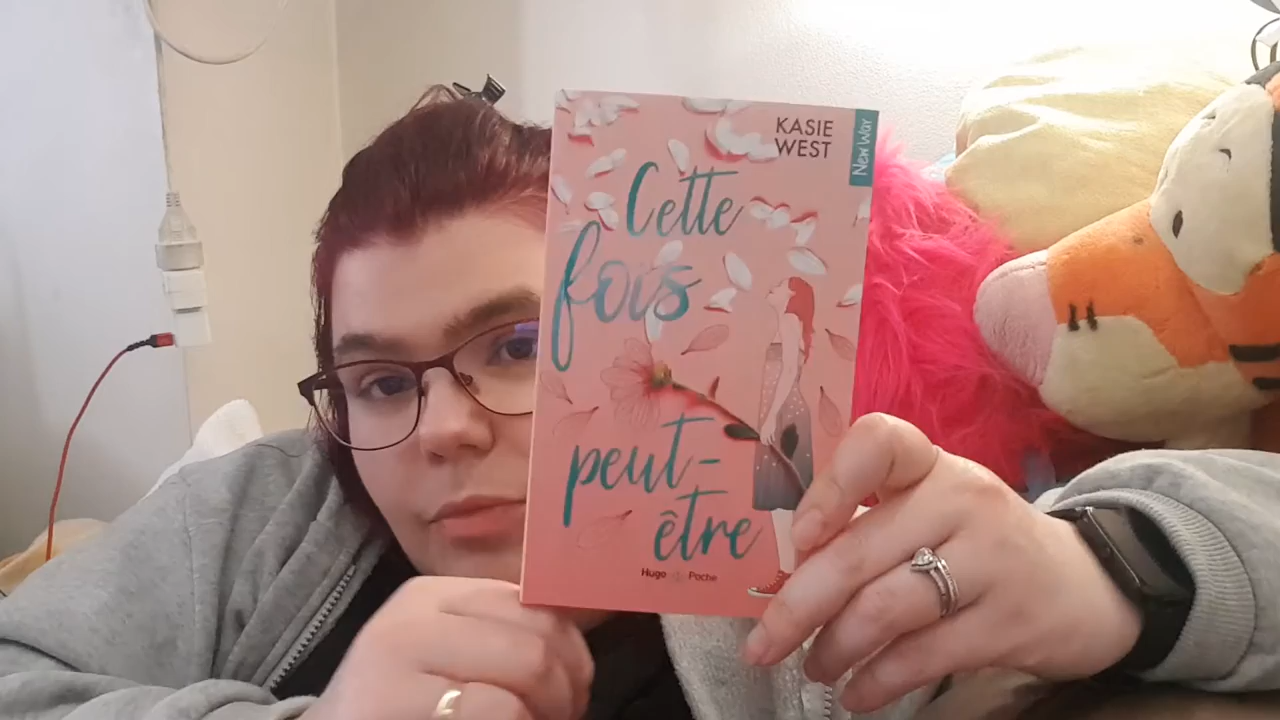 KASIE
WEST
New Way
Cette
fois
peut-
être
Hugo Poche